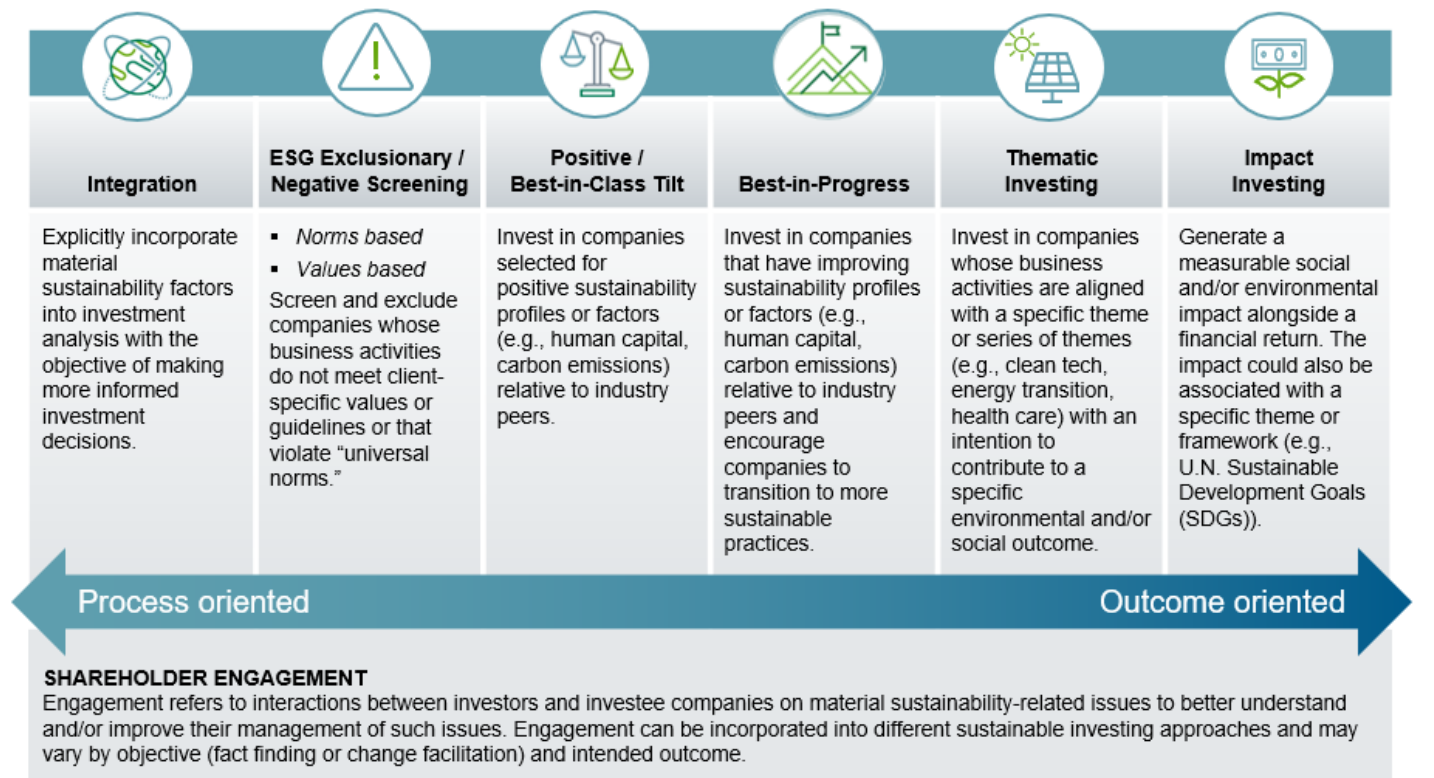 Integration
ESG Exclusionary /
Negative Screening
Positive /
Best-in-Class Tilt
Best-in-Progress
Thematic
Investing
Impact
Investing
Explicitly incorporate
material
sustainability factors
into investment
analysis with the
objective of making
more informed
investment
decisions.
▪ Norms based
▪ Values based
Screen and exclude
companies whose
business activities
do not meet client-
specific values or
guidelines or that
violate “universal
norms.”
Invest in companies
selected for
positive sustainability
profiles or factors
(e.g., human capital,
carbon emissions)
relative to industry
peers.
Invest in companies
that have improving
sustainability profiles
or factors (e.g.,
human capital,
carbon emissions)
relative to industry
peers and
encourage
companies to
transition to more
sustainable
practices.
Invest in companies
whose business
activities are aligned
with a specific theme
or series of themes
(e.g., clean tech,
energy transition,
health care) with an
intention to
contribute to a
specific
environmental and/or
social outcome.
Generate a
measurable social
and/or environmental
impact alongside a
financial return. The
impact could also be
associated with a
specific theme or
framework (e.g.,
U.N. Sustainable
Development Goals
(SDGs)).
Process oriented
Outcome oriented
SHAREHOLDER ENGAGEMENT
Engagement refers to interactions between investors and investee companies on material sustainability-related issues to better understand
and/or improve their management of such issues. Engagement can be incorporated into different sustainable investing approaches and may
vary by objective (fact finding or change facilitation) and intended outcome.